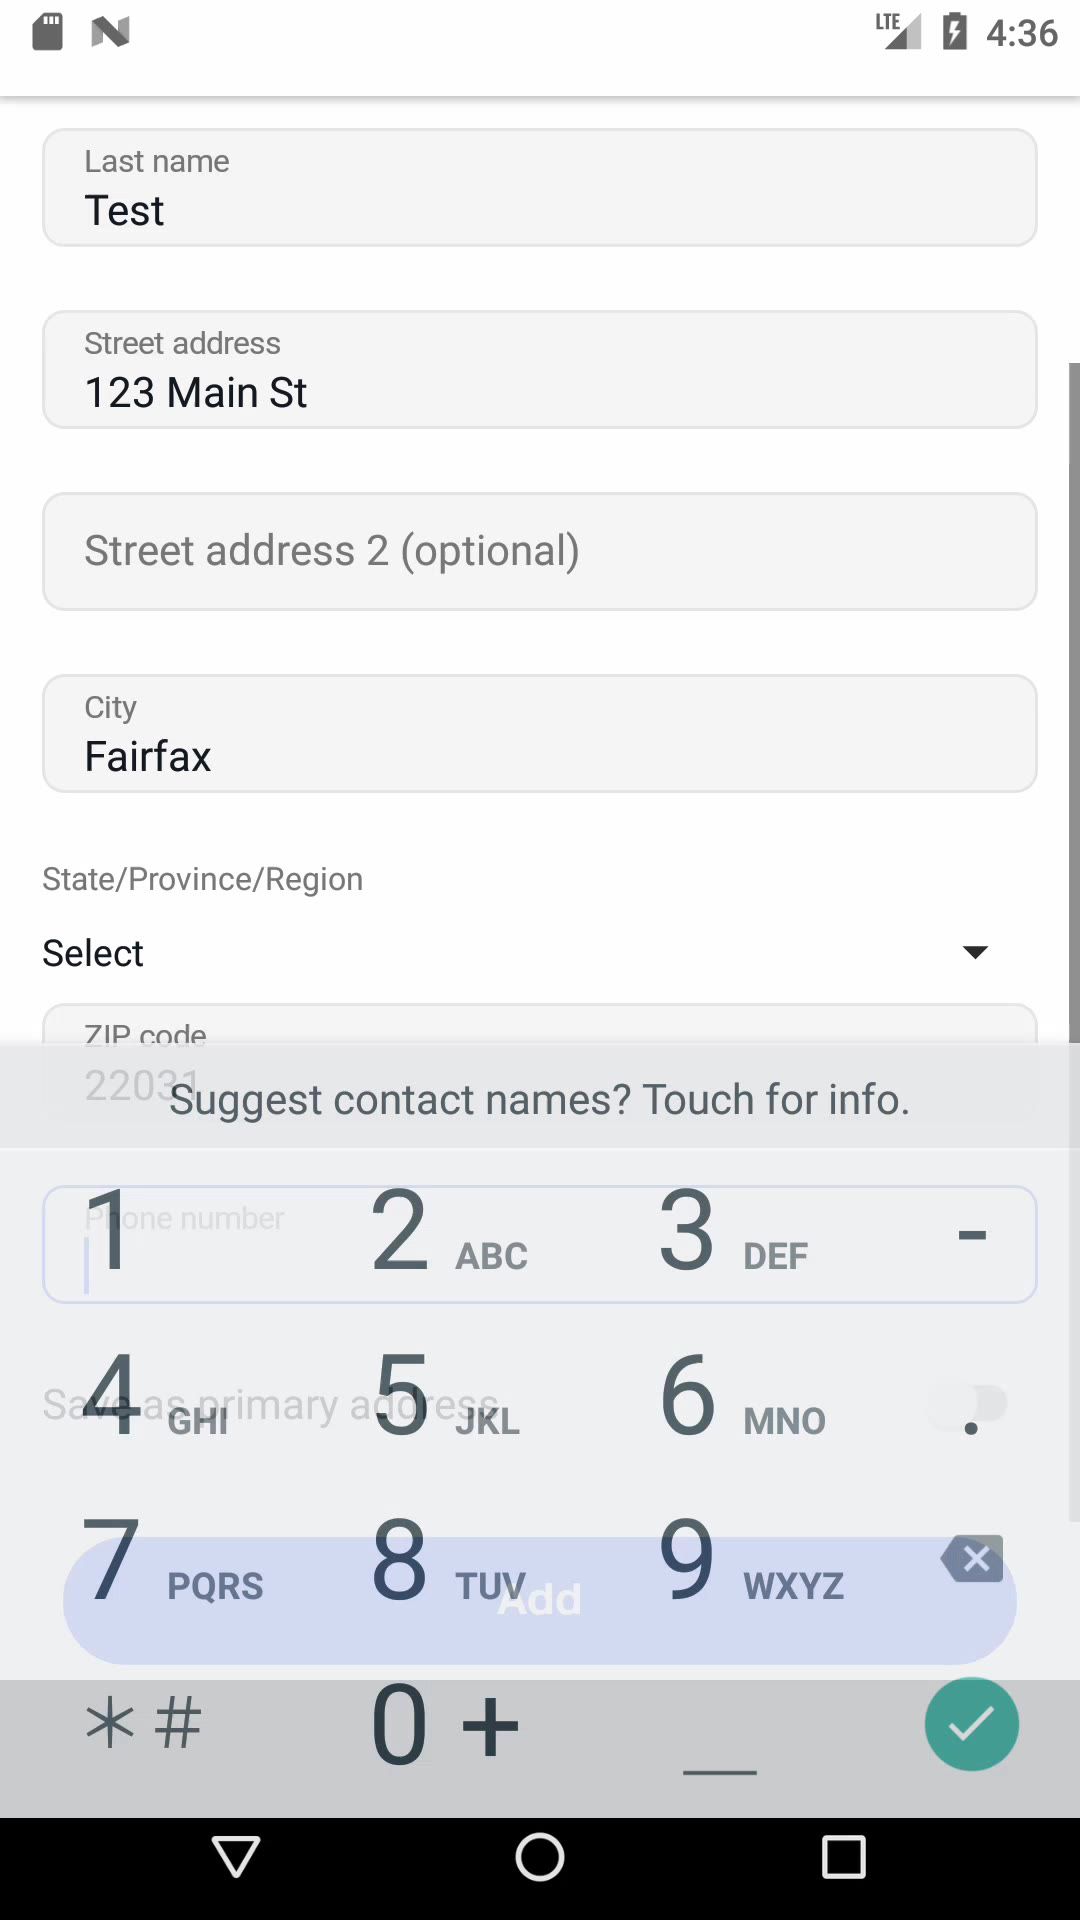 LTE 4:36
Last name
Test
Street address
123 Main St
Street address 2 (optional)
City
Fairfax
State/Province/Region
Select
ZIP code
22031
Suggest contact names? Touch for info.
Phone number
1 2 ABC 3 DEF -
Save as primary address
4 GHI 5 JKL 6 MNO .
7 PQRS 8 TUV 9 WXYZ
Add
* # 0 + _